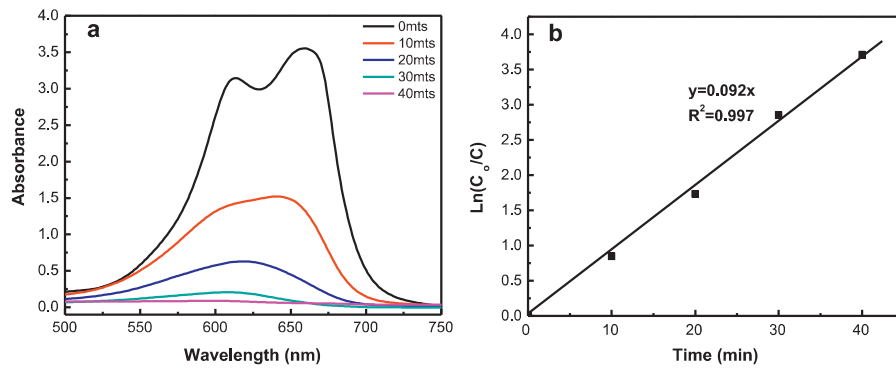 a
0mts
10mts
20mts
30mts
40mts
4.0
3.5
3.0
2.5
2.0
1.5
1.0
0.5
0.0
500
550
600
650
700
750
Absorbance
Wavelength (nm)
b
y=0.092x
R²=0.997
4.0
3.5
3.0
2.5
2.0
1.5
1.0
0.5
0.0
0
10
20
30
40
Ln(C₀/C)
Time (min)